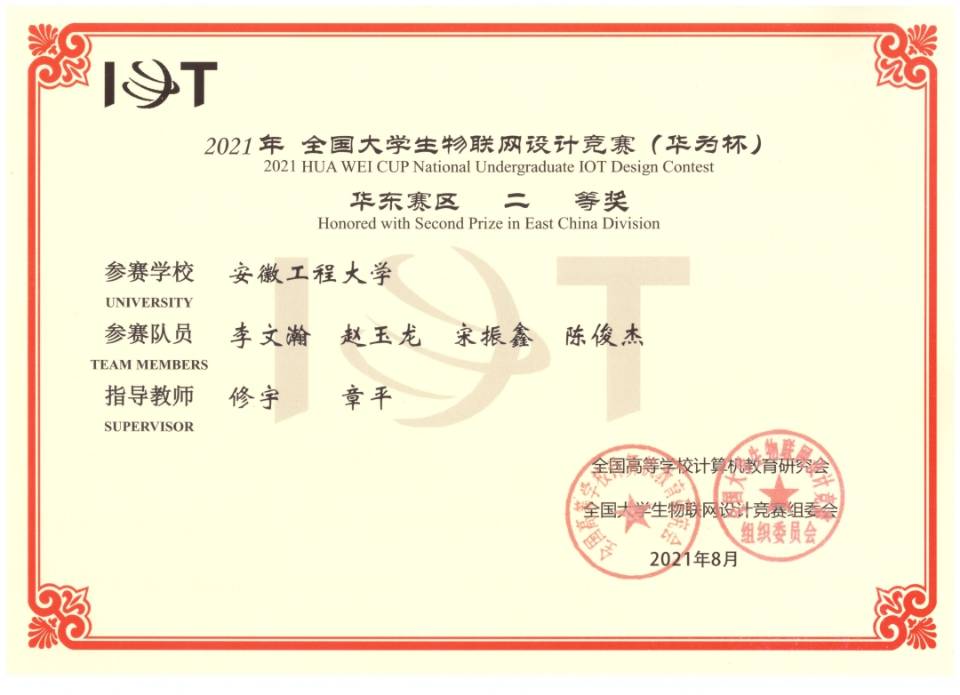 IOT
2021年 全国大学生物联网设计竞赛（华为杯）
2021 HUA WEI CUP National Undergraduate IOT Design Contest
华东赛区 二 等奖
Honored with Second Prize in East China Division
参赛学校 安徽工程大学
UNIVERSITY
参赛队员 李文瀚 赵玉龙 宋振鑫 陈俊杰
TEAM MEMBERS
指导教师 修宇 章平
SUPERVISOR
IOT
全国高等学校计算机教育研究会
全国大学生物联网设计竞赛组委会
2021年8月
全国高等学校计算机教育研究会
全国大学生物联网设计竞赛
组织委员会